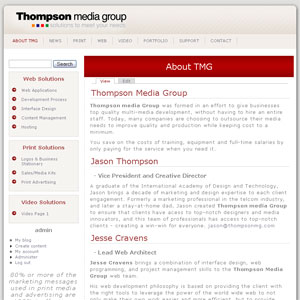 Thompson media group
solutions to meet your needs
ABOUT TMG
NEWS
PRINT
WEB
VIDEO
PORTFOLIO
SUPPORT
CONTACT
Search
Web Solutions
Web Applications
Development Process
Interface Design
Content Management
Hosting
Print Solutions
Logos & Business Stationers
Sales/Media Kits
Print Advertising
Video Solutions
Video Page 1
admin
My blog
Create content
My account
Administer
Log out
80% or more of the
marketing messages
used in print media
and advertising are
About TMG
View
Edit
Thompson Media Group
Thompson media Group was formed in an effort to give businesses
top quality multi-media development, without having to hire an entire
staff. Today, many companies are choosing to outsource their media
needs to improve quality and production while keeping cost to a
minimum.
You save on the costs of training, equipment and full-time salaries by
only paying for the service when you need it.
Jason Thompson
- Vice President and Creative Director
A graduate of the International Academy of Design and Technology,
Jason brings a decade of marketing and design expertise to each client
engagement. Formerly a marketing professional in the telcom industry,
and later a stay-at-home dad, Jason created Thompson media Group
to ensure that clients have access to top-notch designers and media
innovators, and this team of professionals has access to top-notch
clients - creating a win-win for everyone. jason@thompsonmg.com
Jesse Cravens
- Lead Web Architect
Jesse Cravens brings a combination of interface design, web
programming, and project management skills to the Thompson Media
Group web team.
His web development philosophy is based on providing the client with
the right tools to leverage the power of the world wide web to not